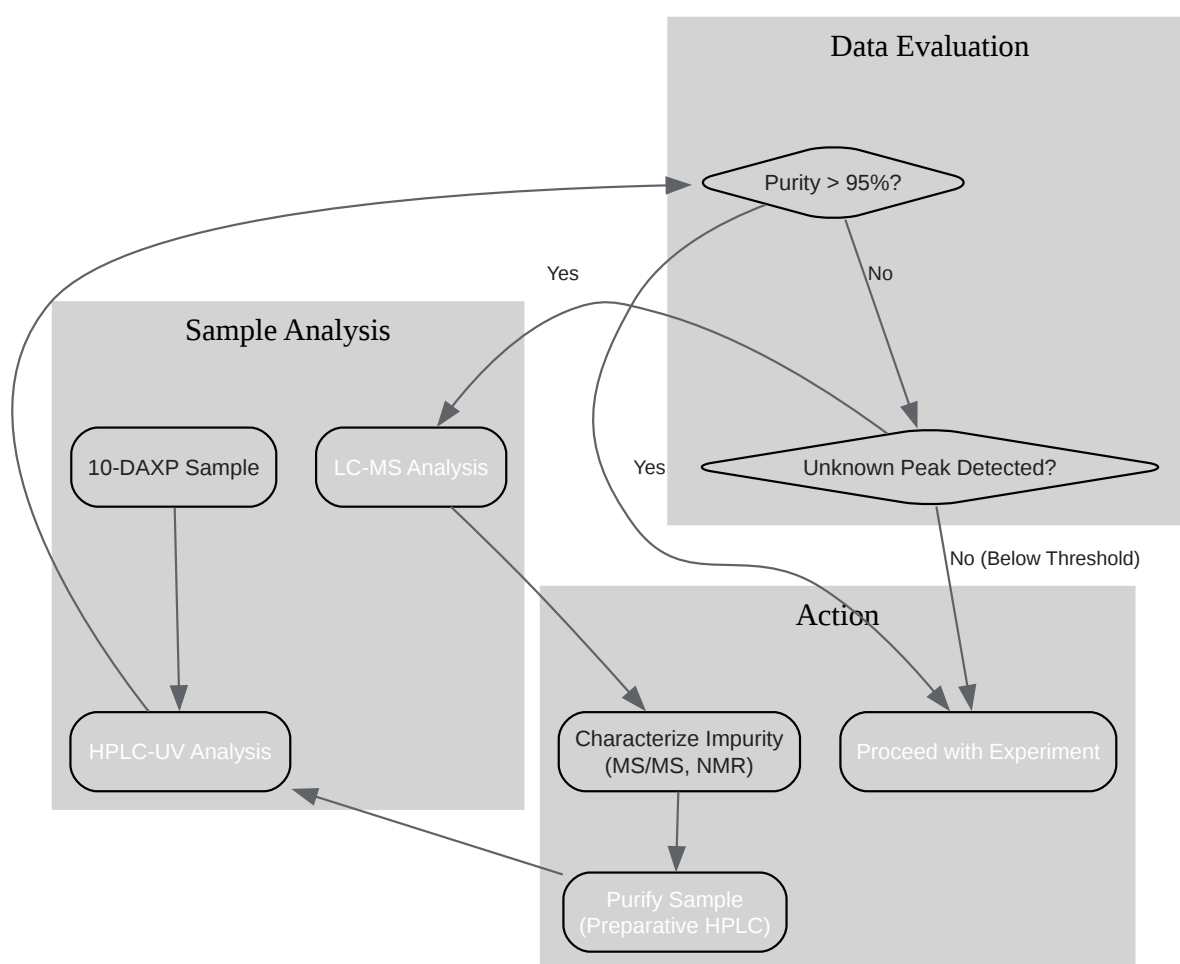 Data Evaluation
Purity > 95%?
Yes
No
Sample Analysis
10-DAXP Sample
LC-MS Analysis
Yes
Unknown Peak Detected?
No (Below Threshold)
Action
HPLC-UV Analysis
Characterize Impurity
(MS/MS, NMR)
Proceed with Experiment
Purify Sample
(Preparative HPLC)